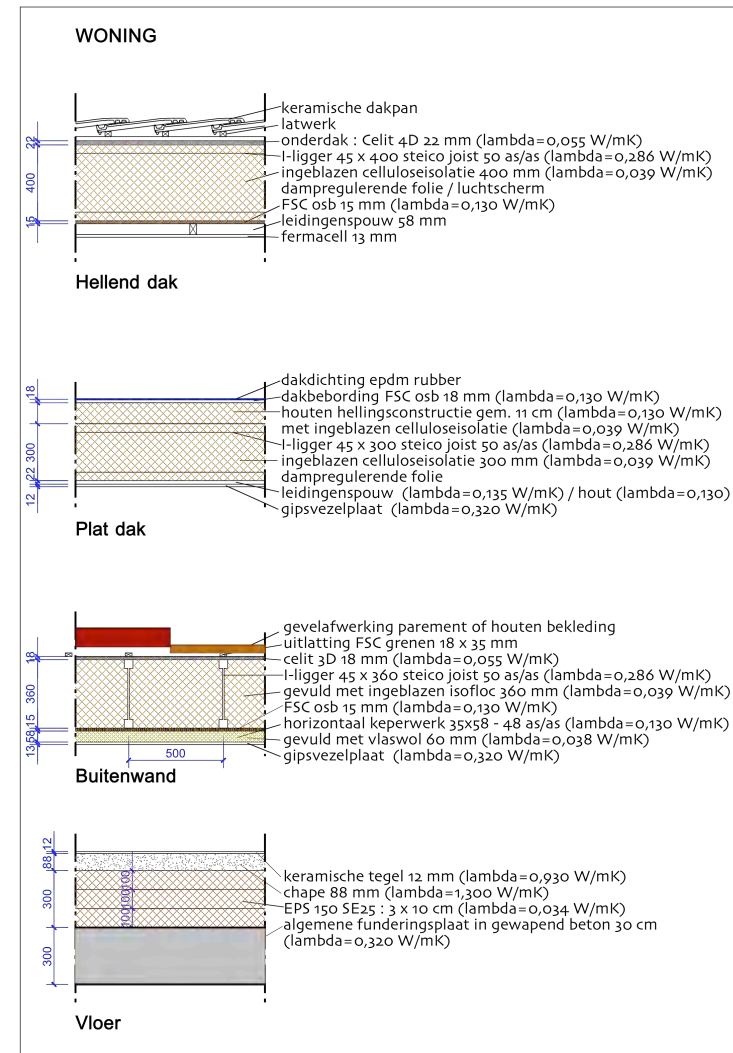 WONING
keramische dakpan
latwerk
onderdak : Celit 4D 22 mm (lambda=0,055 W/mK)
I-ligger 45 x 400 steico joist 50 as/as (lambda=0,286 W/mK)
ingeblazen celluloseisolatie 400 mm (lambda=0,039 W/mK)
dampregulerende folie / luchtscherm
FSC osb 15 mm (lambda=0,130 W/mK)
leidingenspouw 58 mm
fermacell 13 mm
22
400
15
Hellend dak
dakdichting epdm rubber
dakbebording FSC osb 18 mm (lambda=0,130 W/mK)
houten hellingsconstructie gem. 11 cm (lambda=0,130 W/mK)
met ingeblazen celluloseisolatie (lambda=0,039 W/mK)
I-ligger 45 x 300 steico joist 50 as/as (lambda=0,286 W/mK)
ingeblazen celluloseisolatie 300 mm (lambda=0,039 W/mK)
dampregulerende folie
leidingenspouw (lambda=0,135 W/mK) / hout (lambda=0,130)
gipsvezelplaat (lambda=0,320 W/mK)
18
300
22
12
Plat dak
gevelafwerking parement of houten bekleding
uitlatting FSC grenen 18 x 35 mm
celit 3D 18 mm (lambda=0,055 W/mK)
I-ligger 45 x 360 steico joist 50 as/as (lambda=0,286 W/mK)
gevuld met ingeblazen isofloc 360 mm (lambda=0,039 W/mK)
FSC osb 15 mm (lambda=0,130 W/mK)
horizontaal keperwerk 35x58 - 48 as/as (lambda=0,130 W/mK)
gevuld met vlaswol 60 mm (lambda=0,038 W/mK)
gipsvezelplaat (lambda=0,320 W/mK)
18
360
15
58
13
500
Buitenwand
keramische tegel 12 mm (lambda=0,930 W/mK)
chape 88 mm (lambda=1,300 W/mK)
EPS 150 SE25 : 3 x 10 cm (lambda=0,034 W/mK)
algemene funderingsplaat in gewapend beton 30 cm
(lambda=0,320 W/mK)
12
88
300
300
100
100
100
Vloer